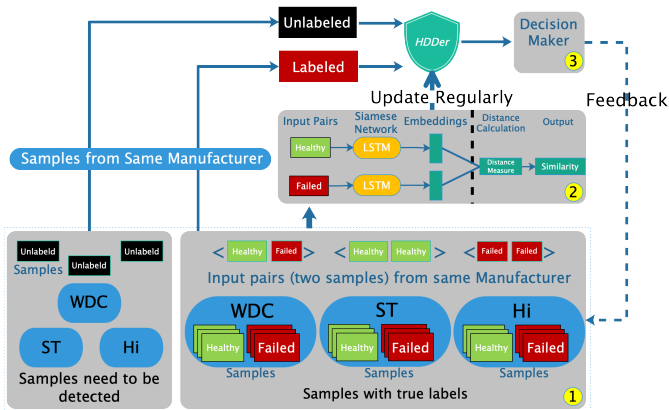 Unlabeled
Labeled
HDDer
Decision
Maker
3
Update Regularly
Feedback
Input Pairs
Siamese
Network
Embeddings
Distance
Calculation
Output
Healthy
LSTM
Failed
LSTM
Distance
Measure
Similarity
2
Samples from Same Manufacturer
Unlabeld
Unlabeld
Unlabeld
Samples
WDC
ST
Hi
Samples need to be
detected
< Healthy Failed >
< Healthy Healthy >
< Failed Failed >
Input pairs (two samples) from same Manufacturer
WDC
Healthy
Failed
Samples
ST
Healthy
Failed
Samples
Hi
Healthy
Failed
Samples
Samples with true labels
1